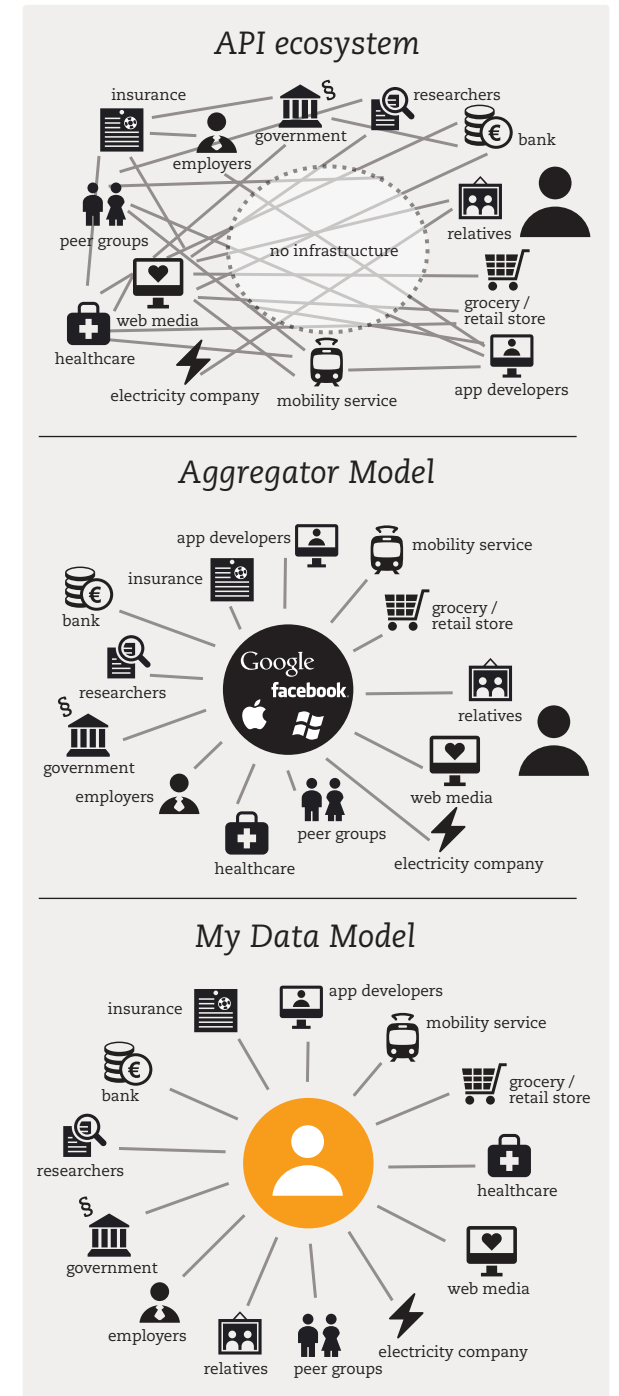 API ecosystem
insurance
§
researchers
government
bank
employers
peer groups
relatives
no infrastructure
web media
grocery /
retail store
healthcare
electricity company
mobility service
app developers
Aggregator Model
app developers
mobility service
insurance
bank
grocery /
retail store
researchers
Google
facebook
relatives
§
government
employers
web media
peer groups
healthcare
electricity company
My Data Model
insurance
app developers
mobility service
bank
grocery /
retail store
researchers
healthcare
§
government
web media
employers
relatives
peer groups
electricity company
€
€
€